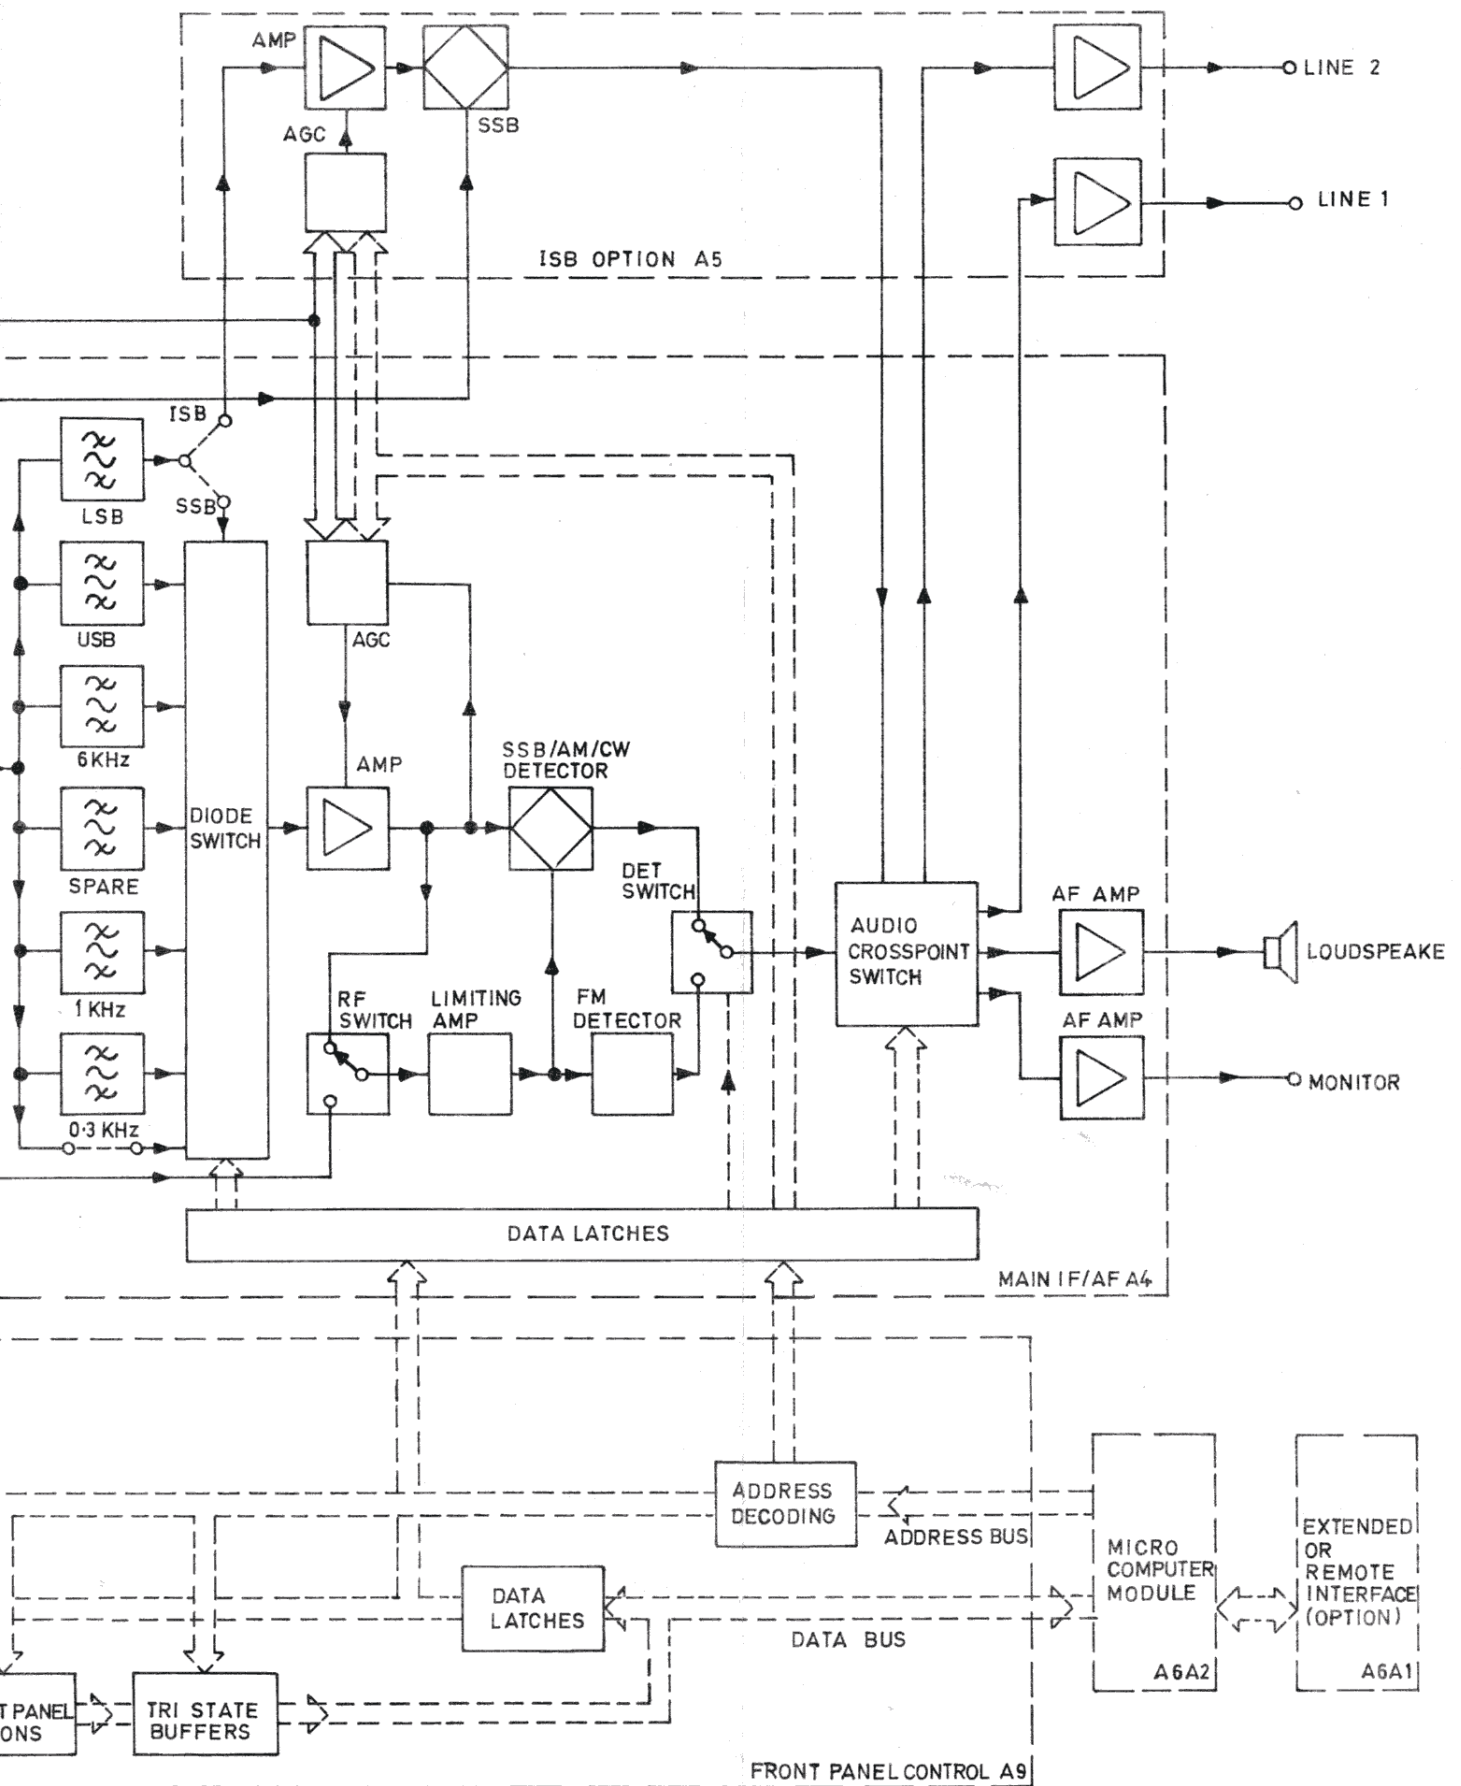 AMP
LINE 2
SSB
AGC
LINE 1
ISB OPTION A5
ISB
SSB
LSB
USB
AGC
6KHz
AMP
SSB/AM/CW
DETECTOR
DIODE
SWITCH
SPARE
DET
SWITCH
AF AMP
AUDIO
CROSSPOINT
SWITCH
LOUDSPEAKE
1KHz
RF
SWITCH
LIMITING
AMP
FM
DETECTOR
AF AMP
MONITOR
0·3 KHz
DATA LATCHES
MAIN IF/AF A4
ADDRESS
DECODING
ADDRESS BUS
MICRO
COMPUTER
MODULE
A6A2
EXTENDED
OR
REMOTE
INTERFACE
(OPTION)
A6A1
DATA
LATCHES
DATA BUS
T PANEL
ONS
TRI STATE
BUFFERS
FRONT PANEL CONTROL A9